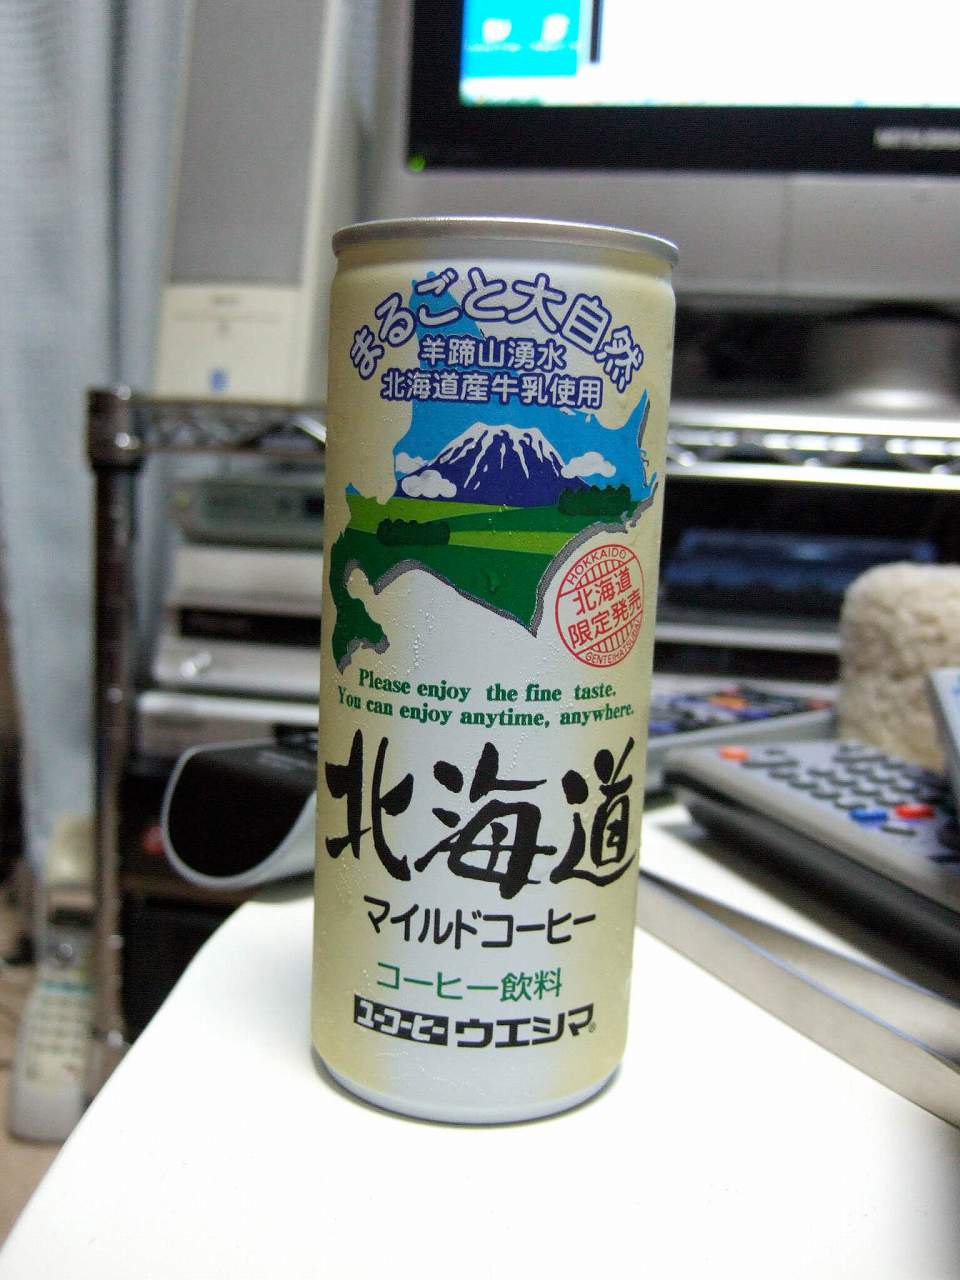 まるごと大自然
羊蹄山湧水
北海道産牛乳使用
HOKKAIDO
北海道
限定発売
GENTEIHATSUBAI
Please enjoy the fine taste.
You can enjoy anytime, anywhere.
北海道
マイルドコーヒー
コーヒー飲料
ユーコーヒー ウエシマ®